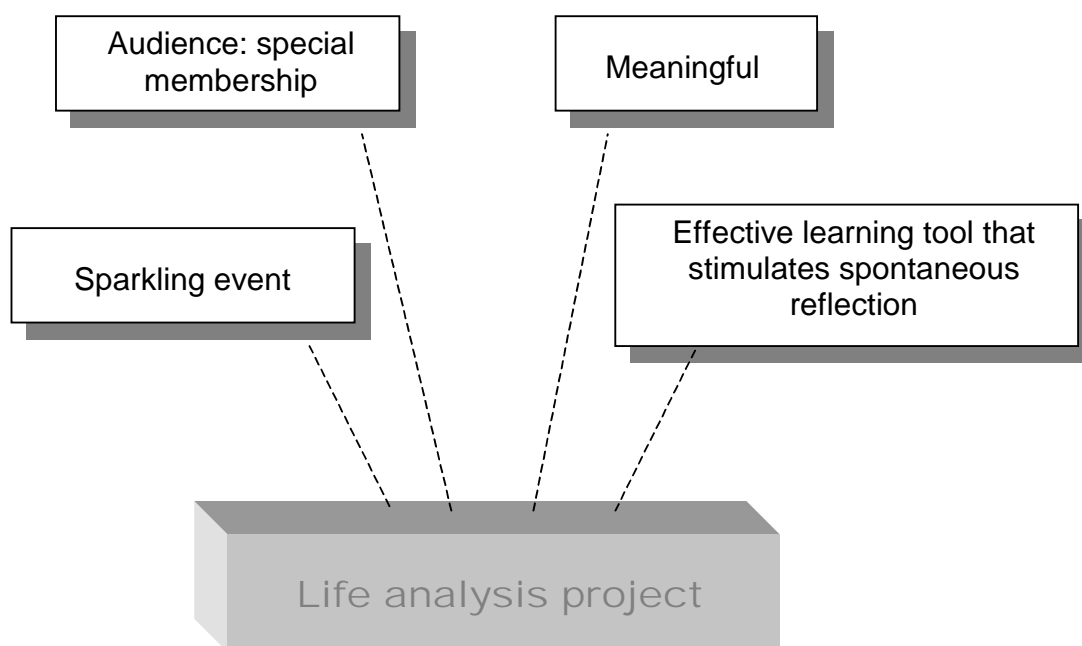 Audience: special
membership
Meaningful
Sparkling event
Effective learning tool that
stimulates spontaneous
reflection
Life analysis project